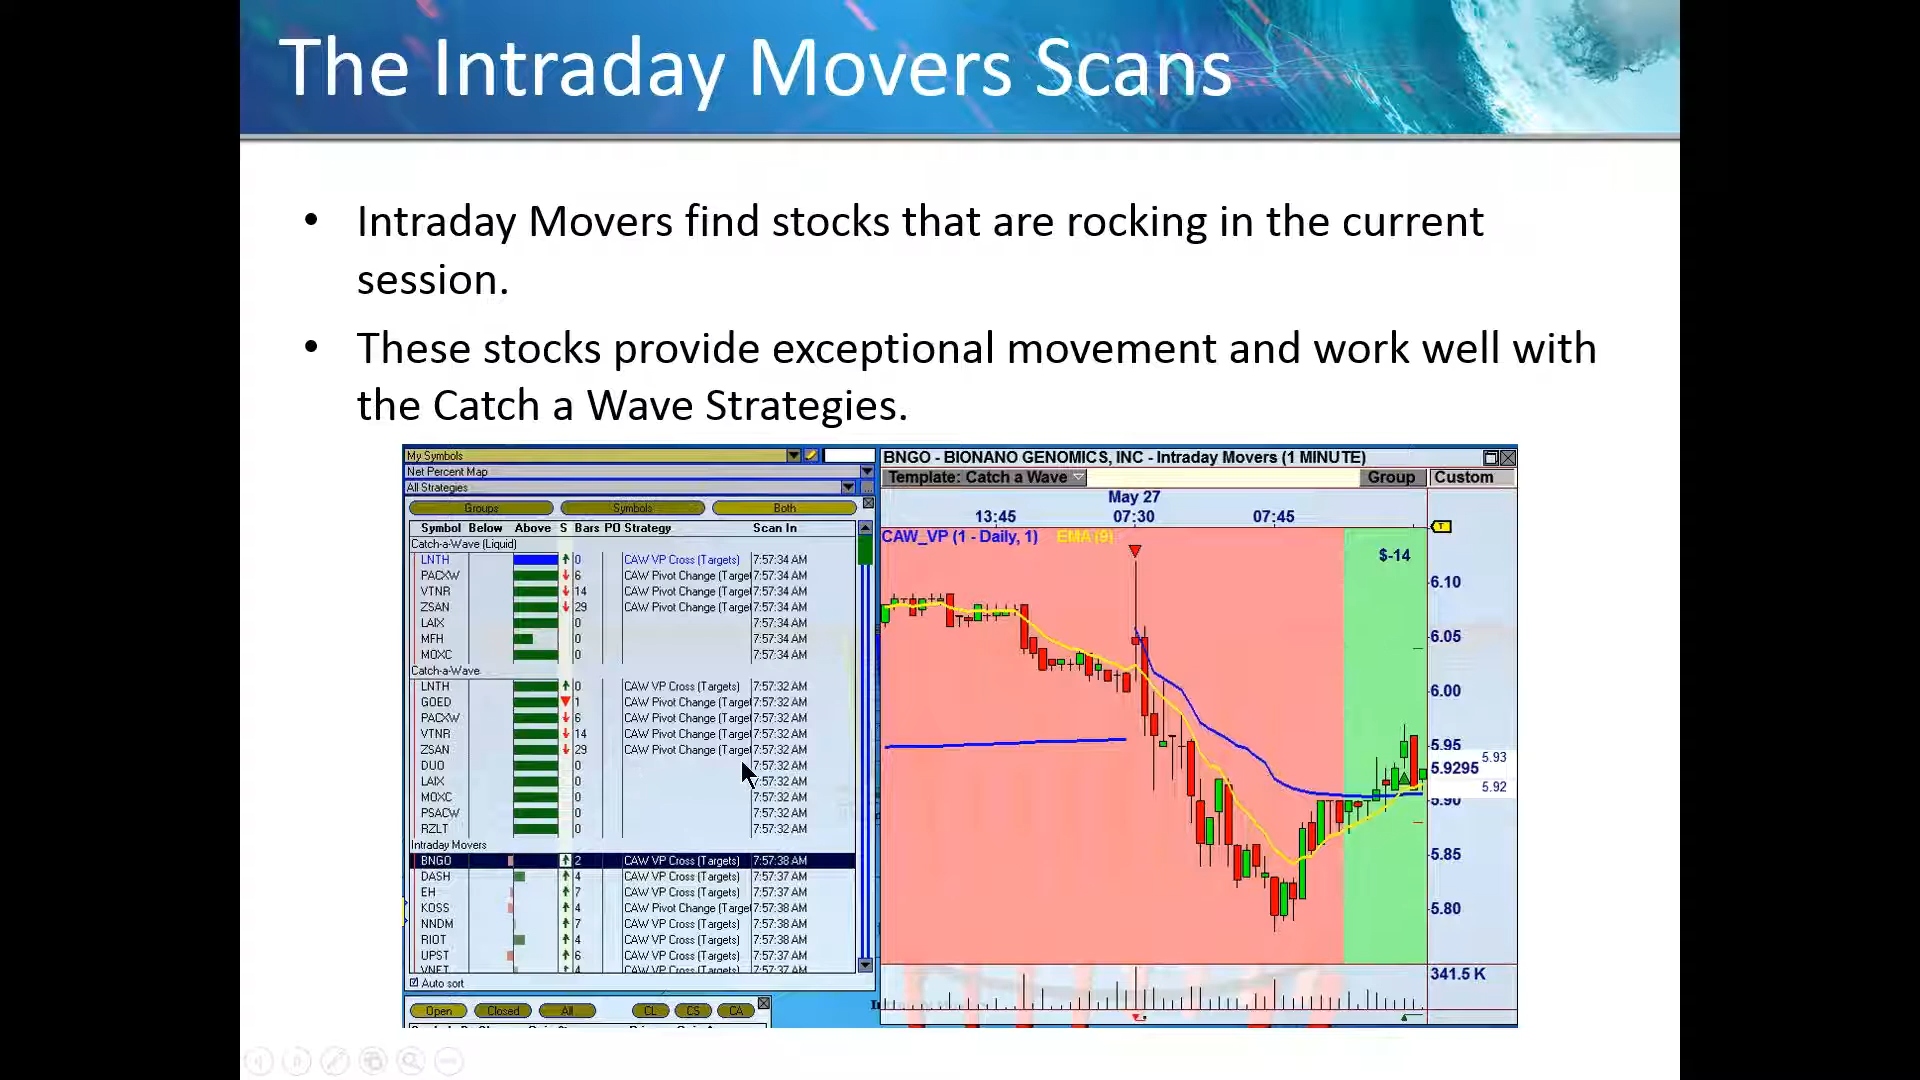 The Intraday Movers Scans
• Intraday Movers find stocks that are rocking in the current
session.
• These stocks provide exceptional movement and work well with
the Catch a Wave Strategies.
My Symbols
Net Percent Map
All Strategies
Groups Symbols Both
Symbol Below Above S Bars PO Strategy Scan In
Catch-a-Wave (Liquid)
LNTH 0 CAW VP Cross (Targets) 7:57:34 AM
PACXW 6 CAW Pivot Change (Targe 7:57:34 AM
VTNR 14 CAW Pivot Change (Targe 7:57:34 AM
ZSAN 29 CAW Pivot Change (Targe 7:57:34 AM
LAIX 0 7:57:34 AM
MFH 0 7:57:34 AM
MOXC 0 7:57:34 AM
Catch-a-Wave
LNTH 0 CAW VP Cross (Targets) 7:57:32 AM
GOED 1 CAW Pivot Change (Targe 7:57:32 AM
PACXW 6 CAW Pivot Change (Targe 7:57:32 AM
VTNR 14 CAW Pivot Change (Targe 7:57:32 AM
ZSAN 29 CAW Pivot Change (Targe 7:57:32 AM
DUO 0 7:57:32 AM
LAIX 0 7:57:32 AM
MOXC 0 7:57:32 AM
PSACW 0 7:57:32 AM
RZLT 0 7:57:32 AM
Intraday Movers
BNGO 2 CAW VP Cross (Targets) 7:57:38 AM
DASH 4 CAW VP Cross (Targets) 7:57:37 AM
EH 7 CAW VP Cross (Targets) 7:57:37 AM
KOSS 4 CAW Pivot Change (Targe 7:57:38 AM
NNDM 7 CAW VP Cross (Targets) 7:57:38 AM
RIOT 4 CAW VP Cross (Targets) 7:57:38 AM
UPST 6 CAW VP Cross (Targets) 7:57:37 AM
VNET 4 CAW VP Cross (Targets) 7:57:37 AM
Auto sort
Open Closed All CL CS CA
BNGO - BIONANO GENOMICS, INC - Intraday Movers (1 MINUTE)
Template: Catch a Wave Group Custom
May 27
13:45 07:30 07:45
CAW_VP (1 - Daily, 1) EMA (9)
T
$-14
6.10
6.05
6.00
5.95
5.93
5.9295
5.92
5.90
5.85
5.80
341.5 K